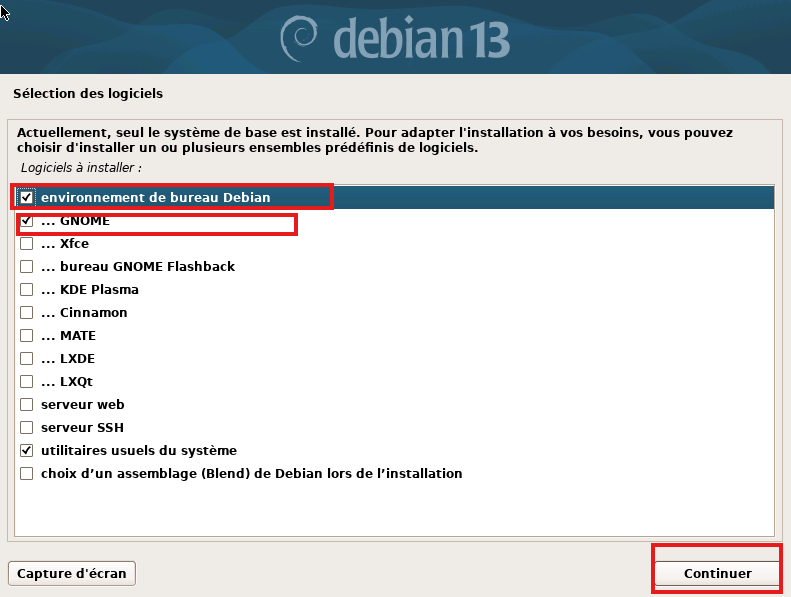 debian 13
Sélection des logiciels
Actuellement, seul le système de base est installé. Pour adapter l'installation à vos besoins, vous pouvez
choisir d'installer un ou plusieurs ensembles prédéfinis de logiciels.
Logiciels à installer :
environnement de bureau Debian
... GNOME
... Xfce
... bureau GNOME Flashback
... KDE Plasma
... Cinnamon
... MATE
... LXDE
... LXQt
serveur web
serveur SSH
utilitaires usuels du système
choix d’un assemblage (Blend) de Debian lors de l’installation
Capture d'écran
Continuer